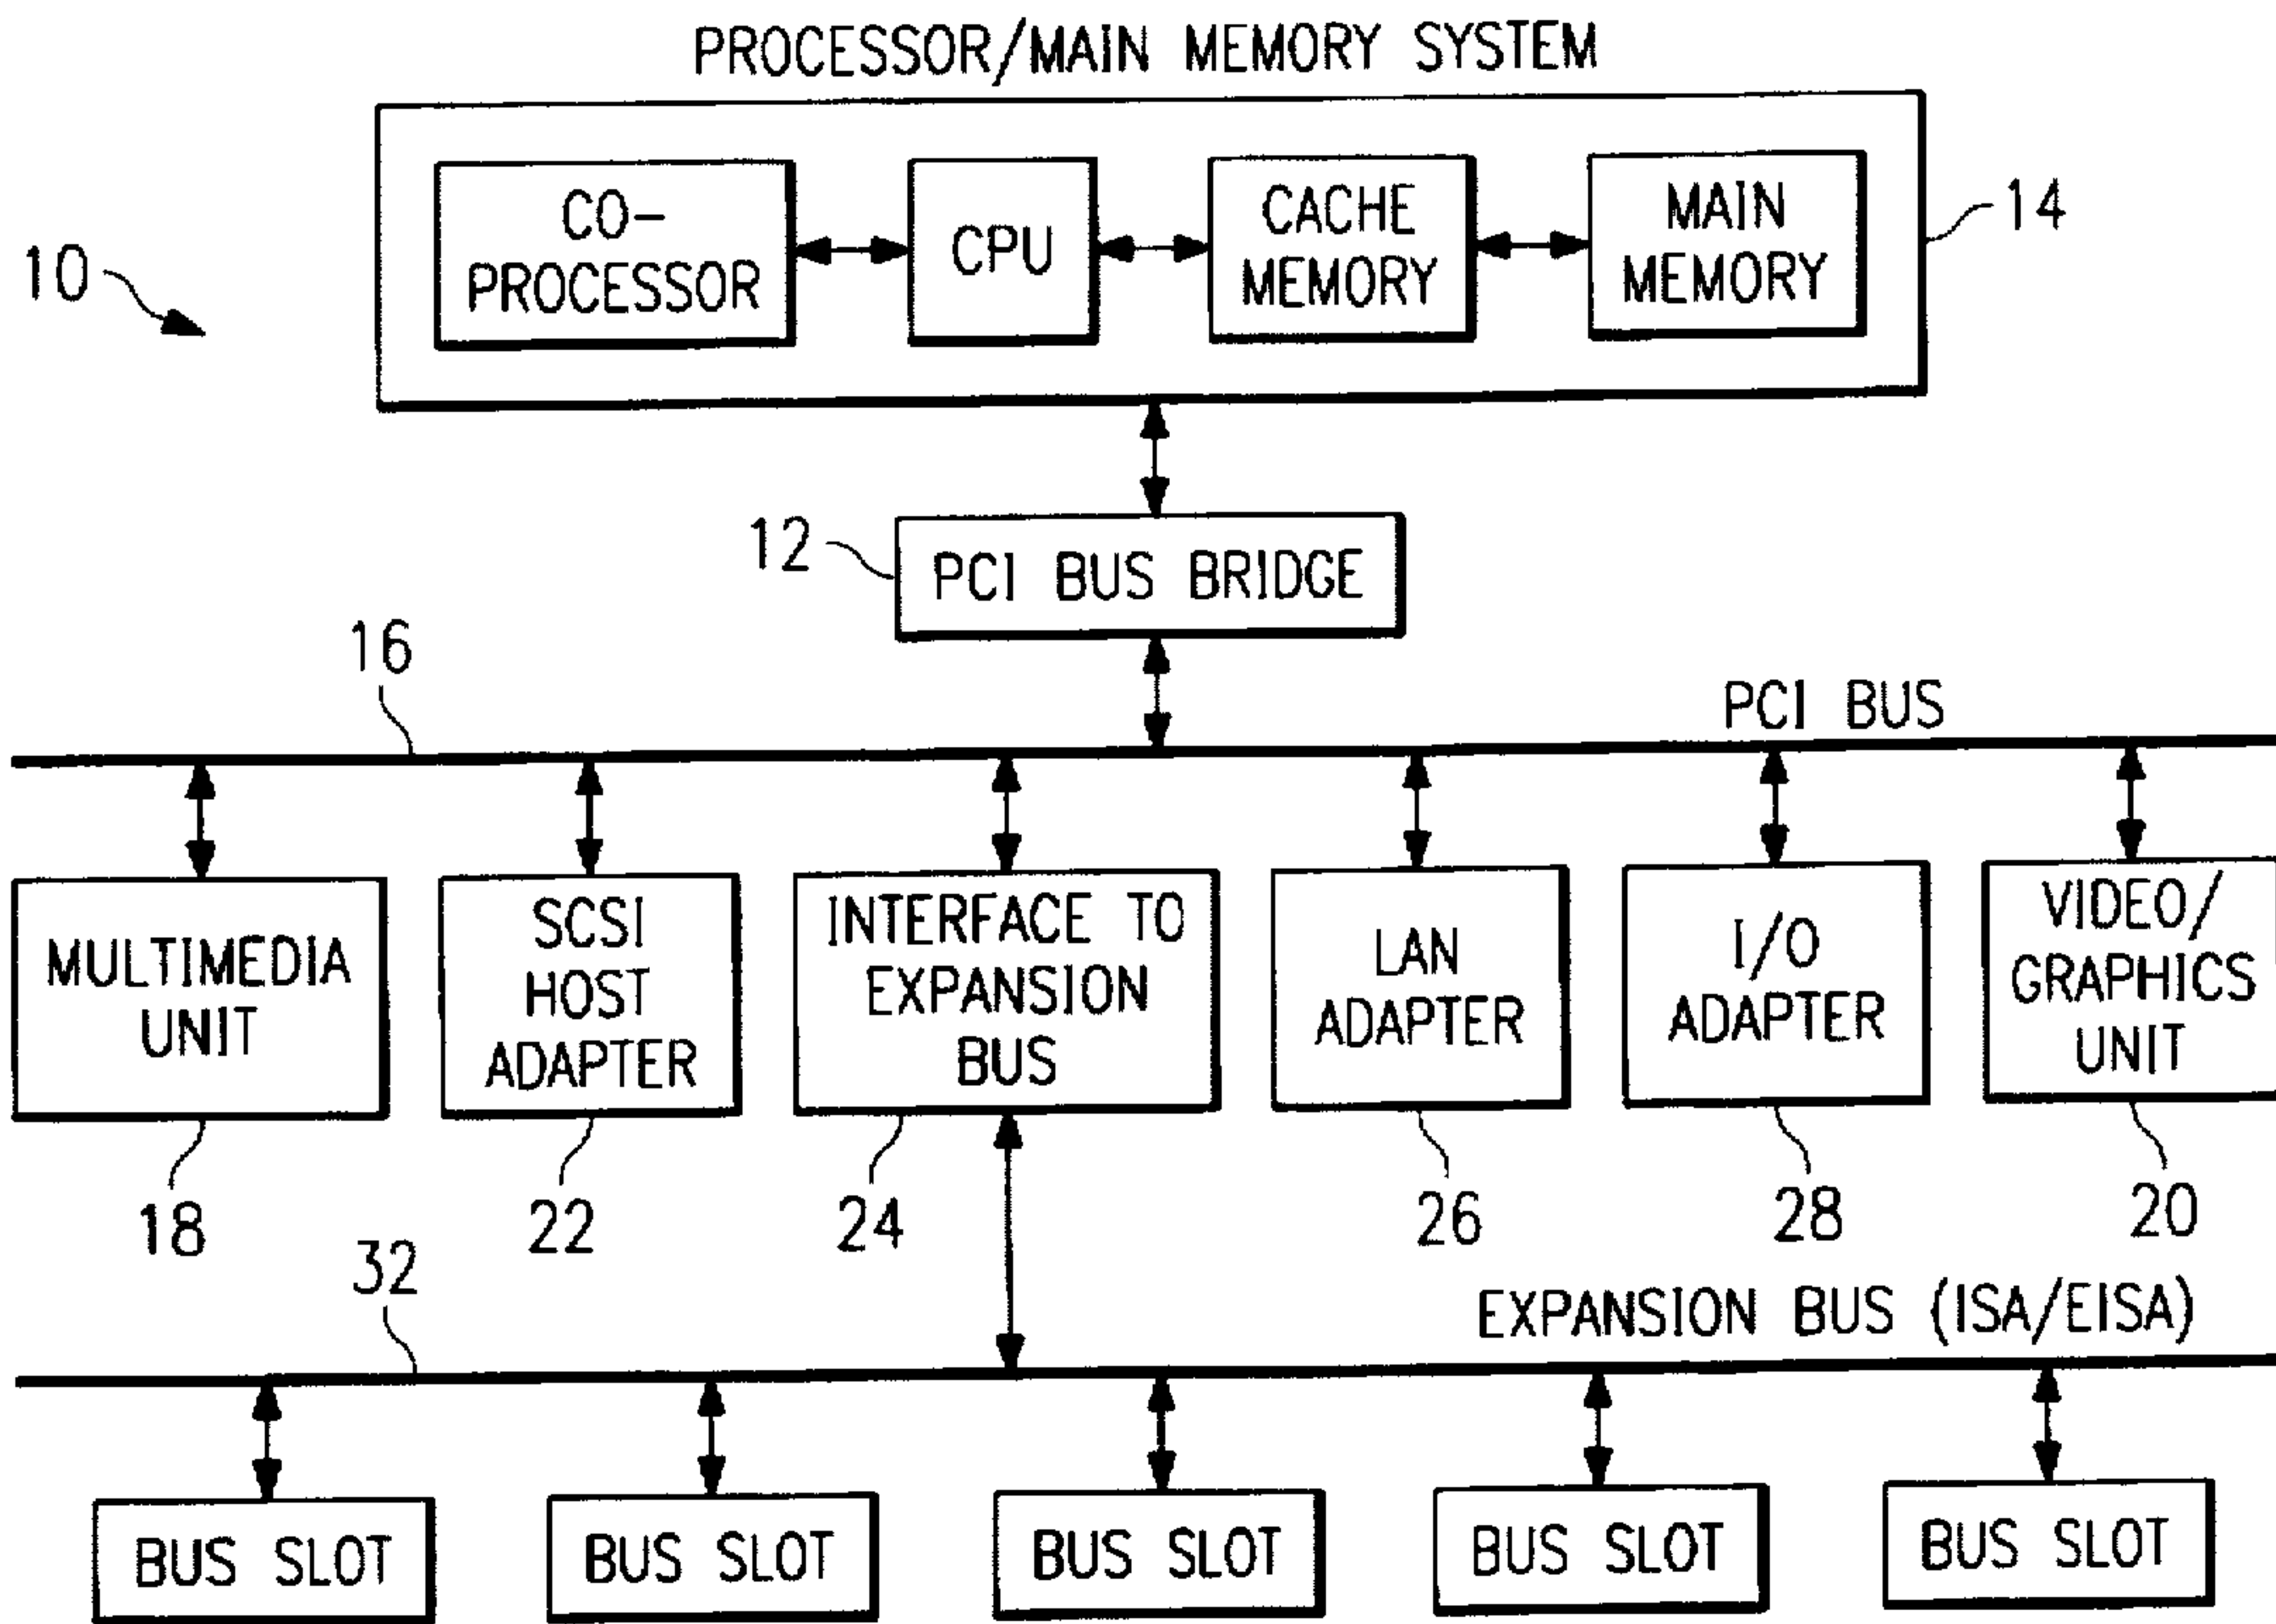 PROCESSOR/MAIN MEMORY SYSTEM
CO-
PROCESSOR
CPU
CACHE
MEMORY
MAIN
MEMORY
14
10
12
PCI BUS BRIDGE
16
PCI BUS
MULTIMEDIA
UNIT
SCSI
HOST
ADAPTER
INTERFACE TO
EXPANSION
BUS
LAN
ADAPTER
I/O
ADAPTER
VIDEO/
GRAPHICS
UNIT
18
22
24
26
28
20
32
EXPANSION BUS (ISA/EISA)
BUS SLOT
BUS SLOT
BUS SLOT
BUS SLOT
BUS SLOT